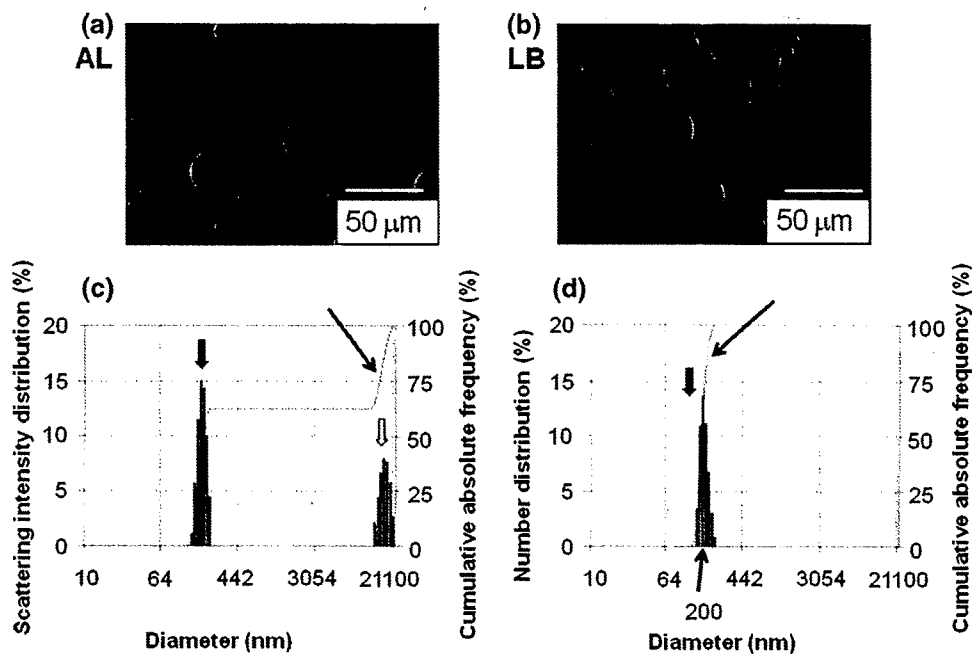 (a)
AL
50 μm
(b)
LB
50 μm
(c)
Scattering intensity distribution (%)
20
15
10
5
0
100
75
50
25
0
Cumulative absolute frequency (%)
10 64 442 3054 21100
Diameter (nm)
(d)
Number distribution (%)
20
15
10
5
0
100
75
50
25
0
Cumulative absolute frequency (%)
10 64 442 3054 21100
200
Diameter (nm)